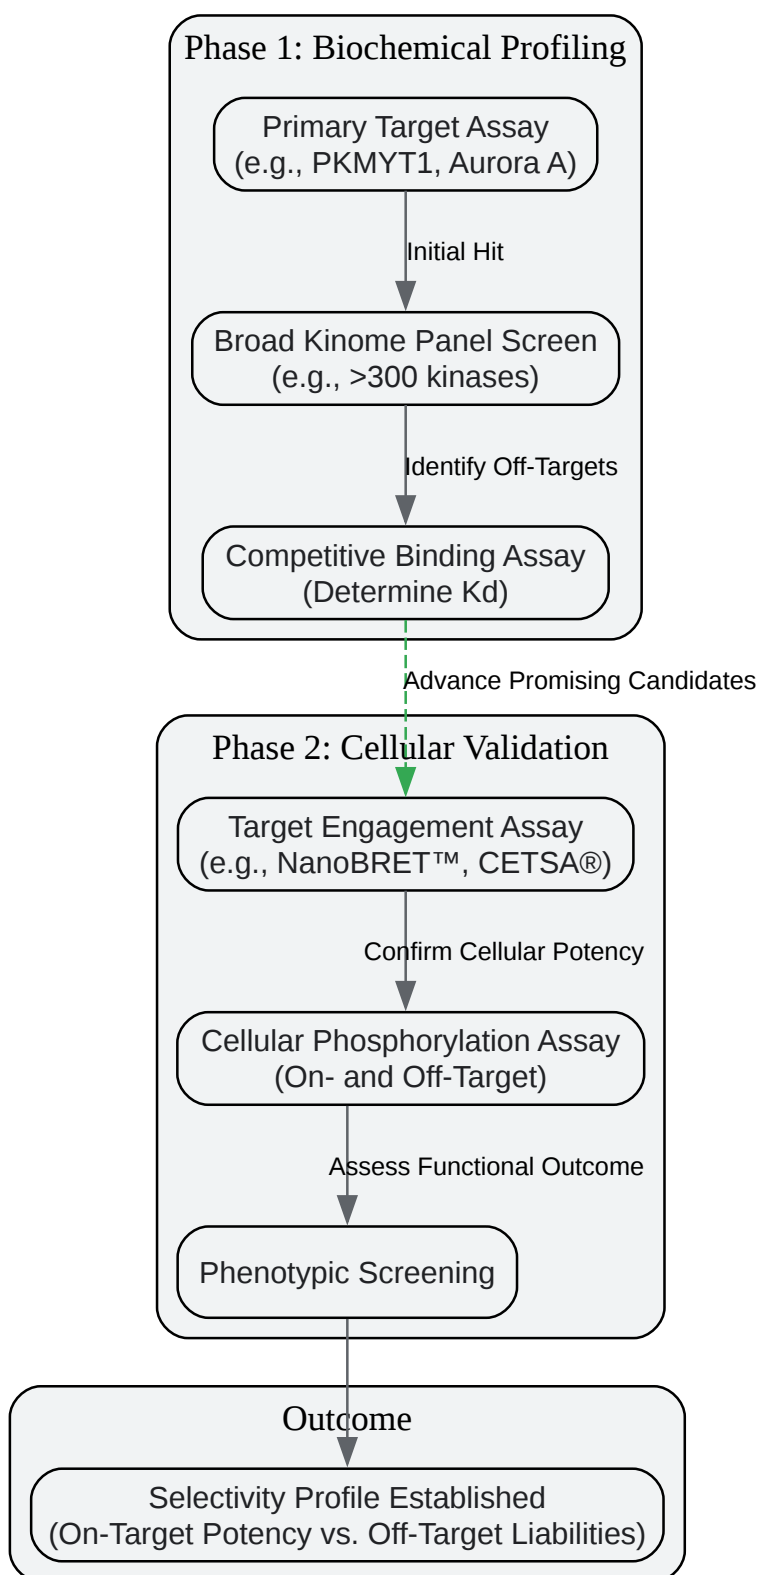 Phase 1: Biochemical Profiling
Primary Target Assay
(e.g., PKMYT1, Aurora A)
Initial Hit
Broad Kinome Panel Screen
(e.g., >300 kinases)
Identify Off-Targets
Competitive Binding Assay
(Determine Kd)
Advance Promising Candidates
Phase 2: Cellular Validation
Target Engagement Assay
(e.g., NanoBRET™, CETSA®)
Confirm Cellular Potency
Cellular Phosphorylation Assay
(On- and Off-Target)
Assess Functional Outcome
Phenotypic Screening
Outcome
Selectivity Profile Established
(On-Target Potency vs. Off-Target Liabilities)